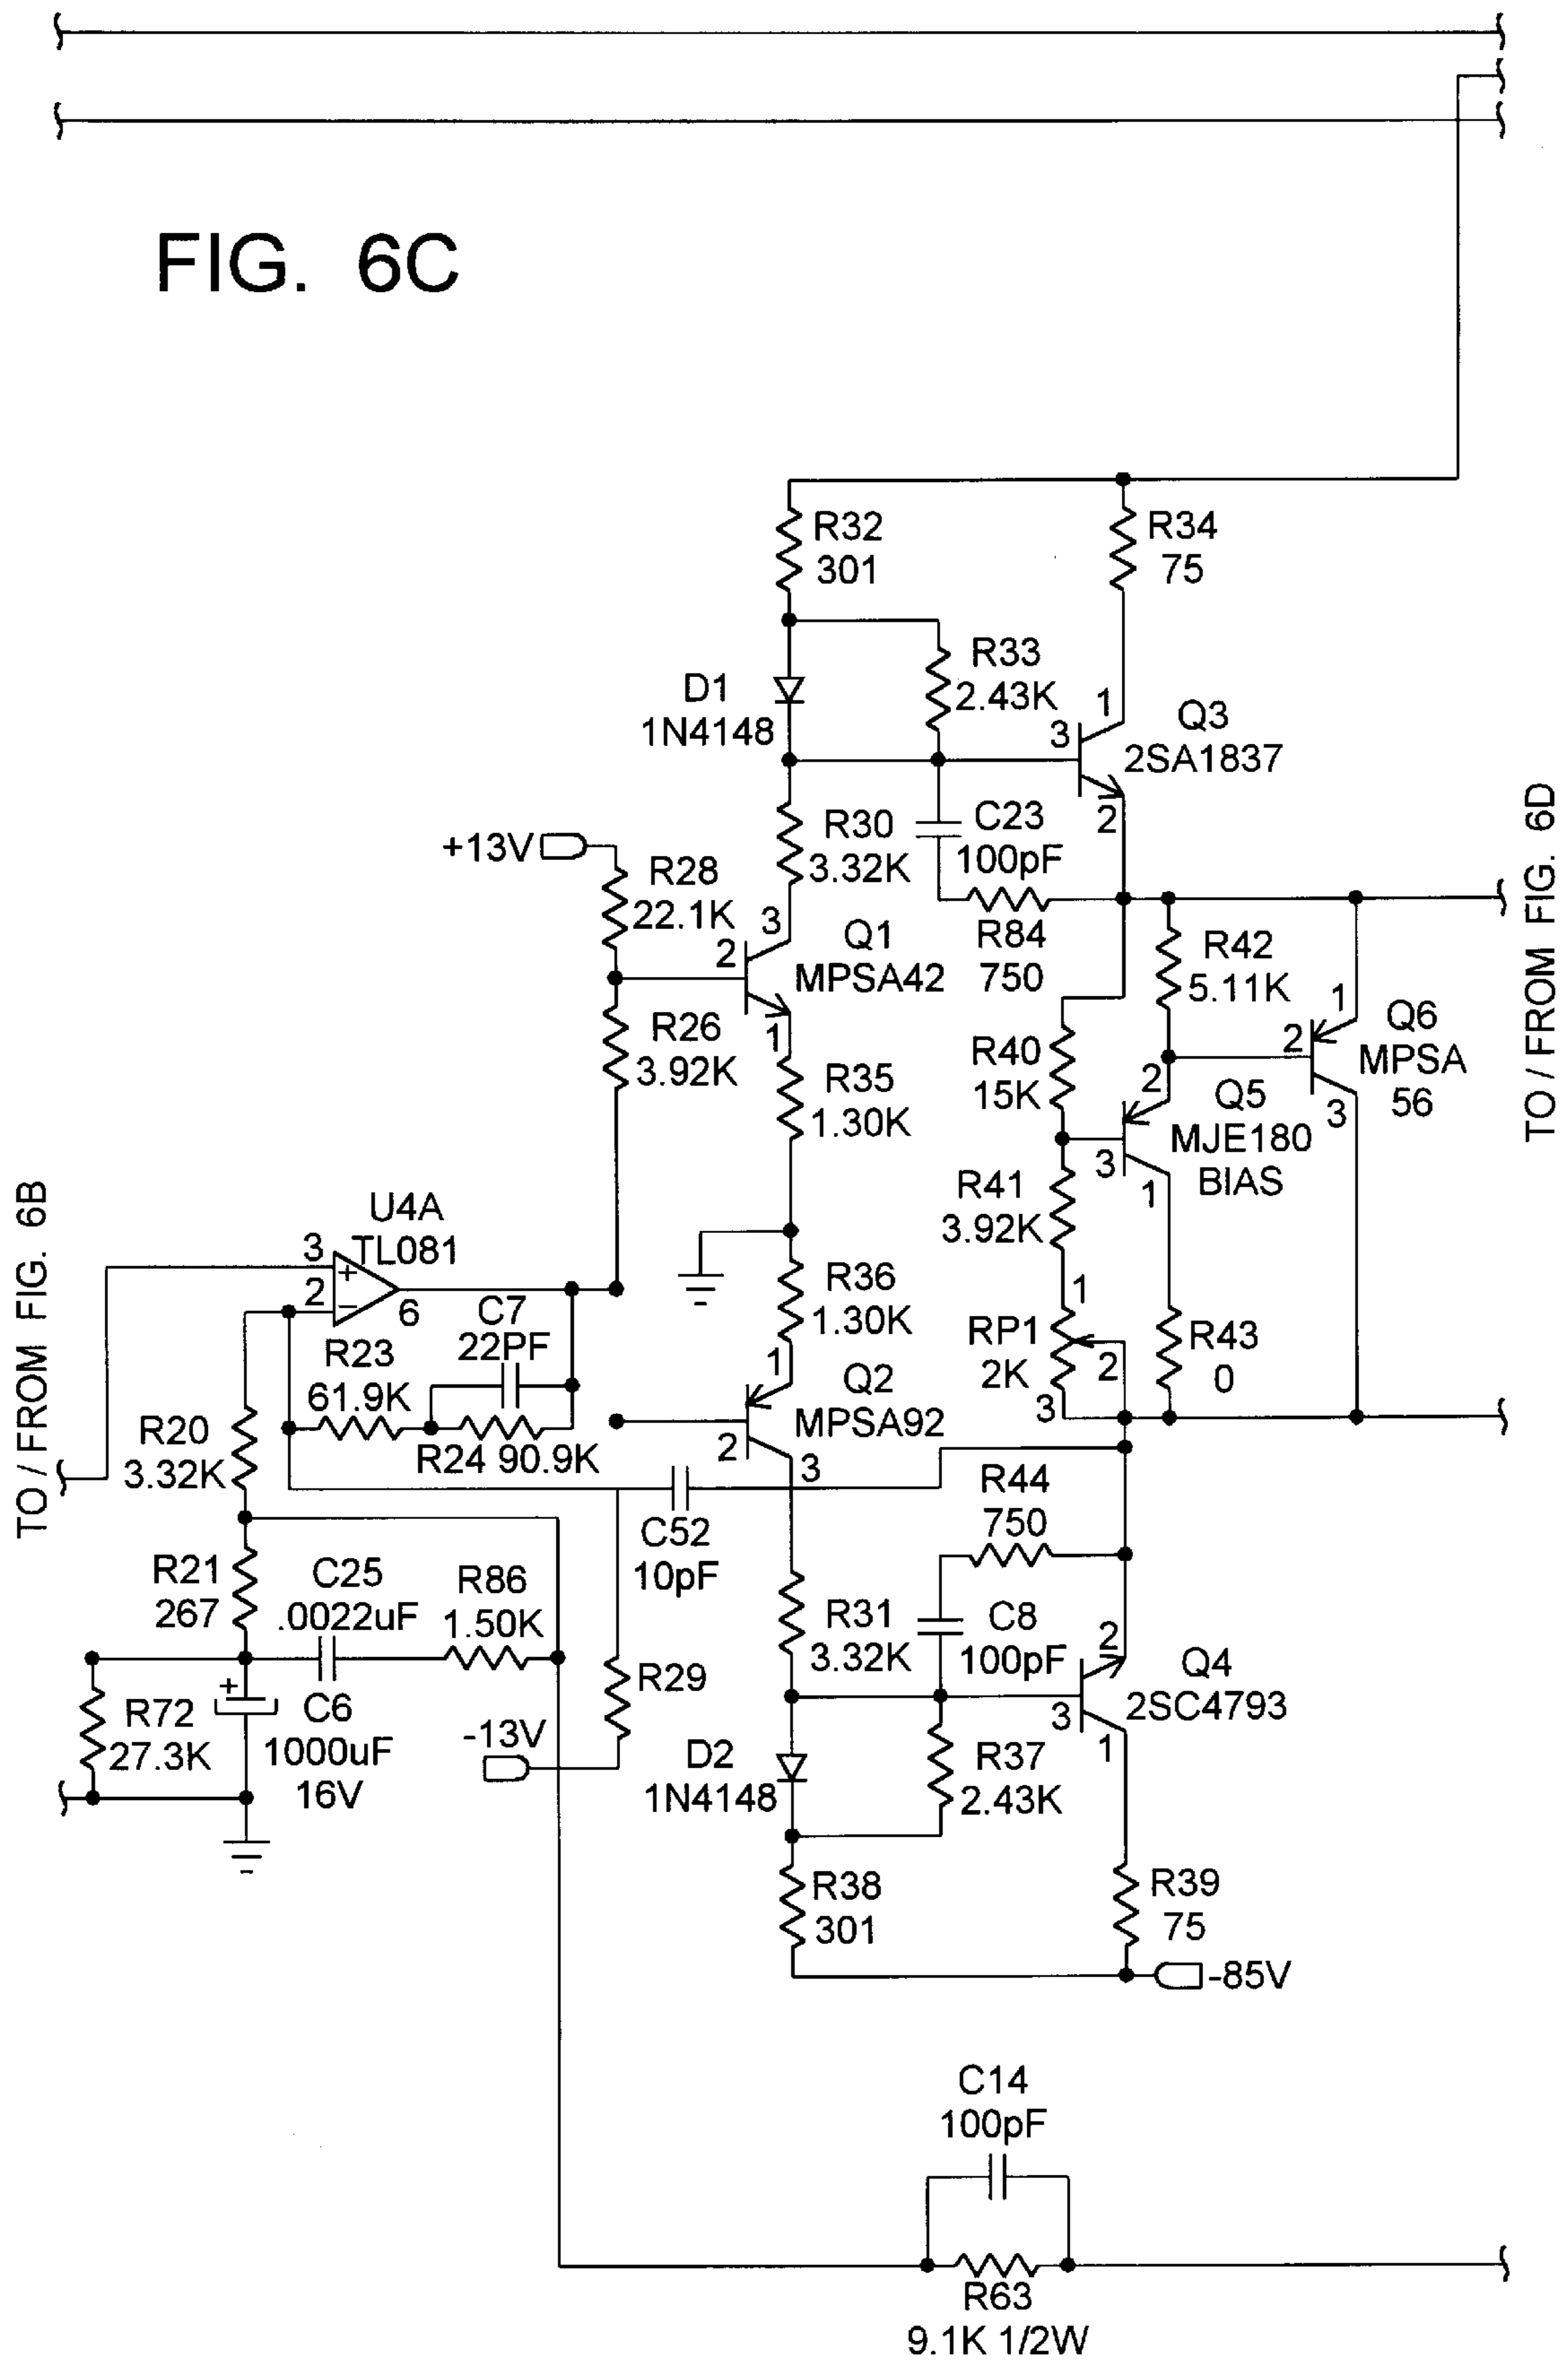 FIG. 6C
R32
301
R34
75
D1
1N4148
R33
2.43K
1
3
Q3
2SA1837
2
+13V
R28
22.1K
R30
3.32K
C23
100pF
3
2
Q1
MPSA42
1
R84
750
R42
5.11K
R26
3.92K
R35
1.30K
R40
15K
1
2
Q6
MPSA
56
3
2
Q5
MJE180
BIAS
3
1
R41
3.92K
TO / FROM FIG. 6D
TO / FROM FIG. 6B
U4A
TL081
3
+
2
−
6
C7
22PF
R23
61.9K
R24 90.9K
R20
3.32K
R36
1.30K
1
Q2
MPSA92
2
3
1
RP1
2K
2
3
R43
0
C52
10pF
R44
750
R21
267
C25
.0022uF
R86
1.50K
R31
3.32K
C8
100pF
2
Q4
2SC4793
3
1
R72
27.3K
+
C6
1000uF
16V
R29
-13V
D2
1N4148
R37
2.43K
R38
301
R39
75
-85V
C14
100pF
R63
9.1K 1/2W